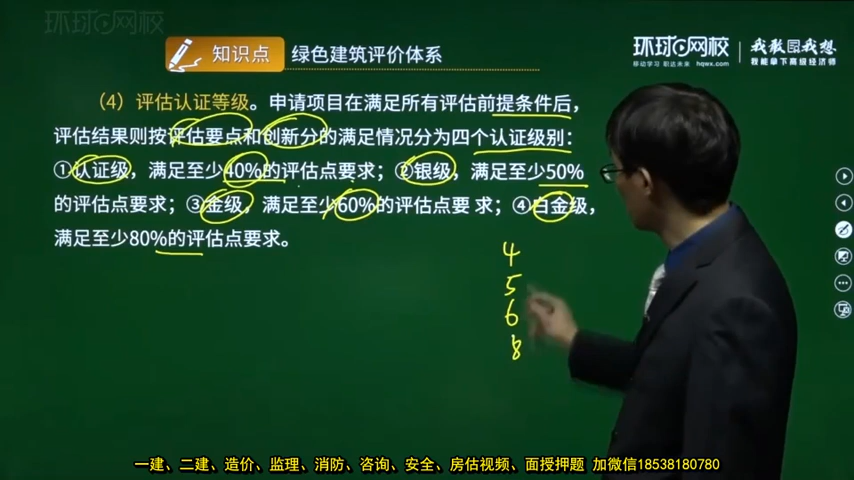 环球网校
知识点 绿色建筑评价体系
环球网校 我敢我想
移动学习 职达未来 hqwx.com 我能拿下高级经济师
（4）评估认证等级。申请项目在满足所有评估前提条件后，
评估结果则按评估要点和创新分的满足情况分为四个认证级别：
①认证级，满足至少40%的评估点要求；②银级，满足至少50%
的评估点要求；③金级，满足至少60%的评估点要 求；④白金级，
满足至少80%的评估点要求。
4
5
6
8
一建、二建、造价、监理、消防、咨询、安全、房估视频、面授押题 加微信18538180780